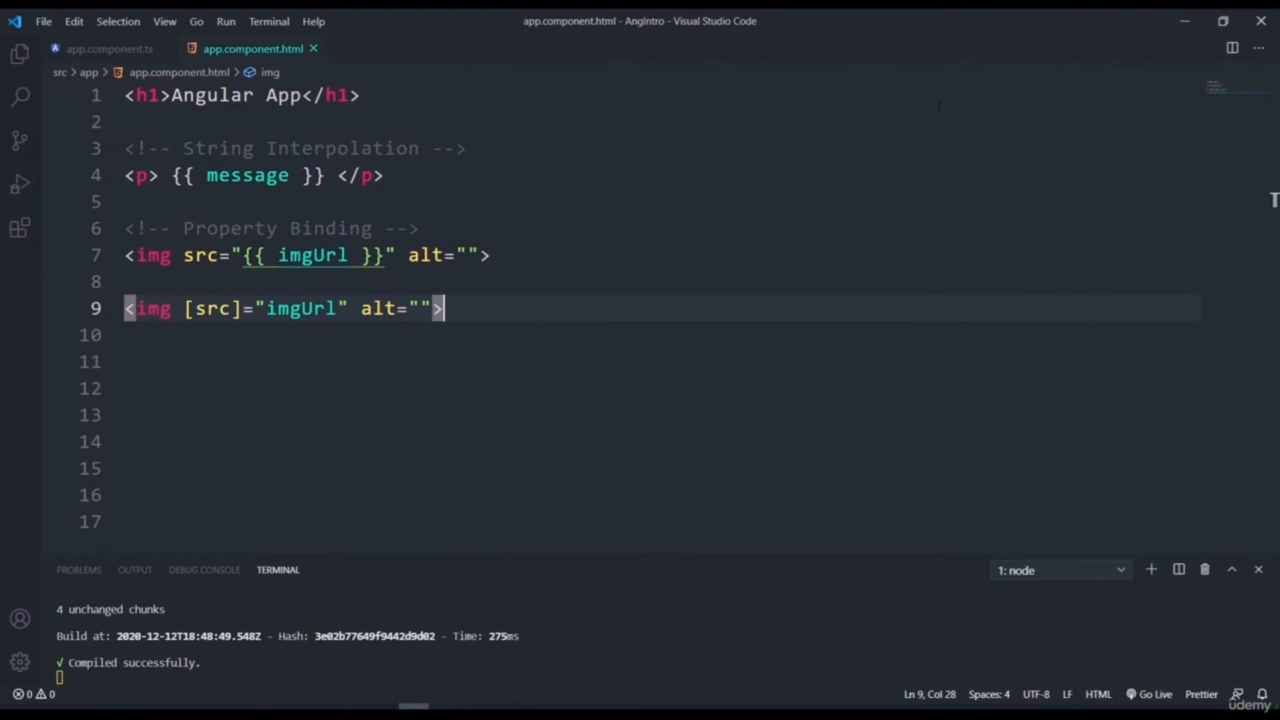 File Edit Selection View Go Run Terminal Help app.component.html - AngIntro - Visual Studio Code
app.component.ts app.component.html
src > app > app.component.html > img
1 <h1>Angular App</h1>
2
3 <!-- String Interpolation -->
4 <p> {{ message }} </p>
5
6 <!-- Property Binding -->
7 <img src="{{ imgUrl }}" alt="">
8
9 <img [src]="imgUrl" alt="">
10
11
12
13
14
15
16
17
T
PROBLEMS OUTPUT DEBUG CONSOLE TERMINAL 1: node
4 unchanged chunks
Build at: 2020-12-12T18:48:49.548Z - Hash: 3e02b77649f9442d9d02 - Time: 275ms
√ Compiled successfully.
0 0 Ln 9, Col 28 Spaces: 4 UTF-8 LF HTML Go Live Prettier
udemy